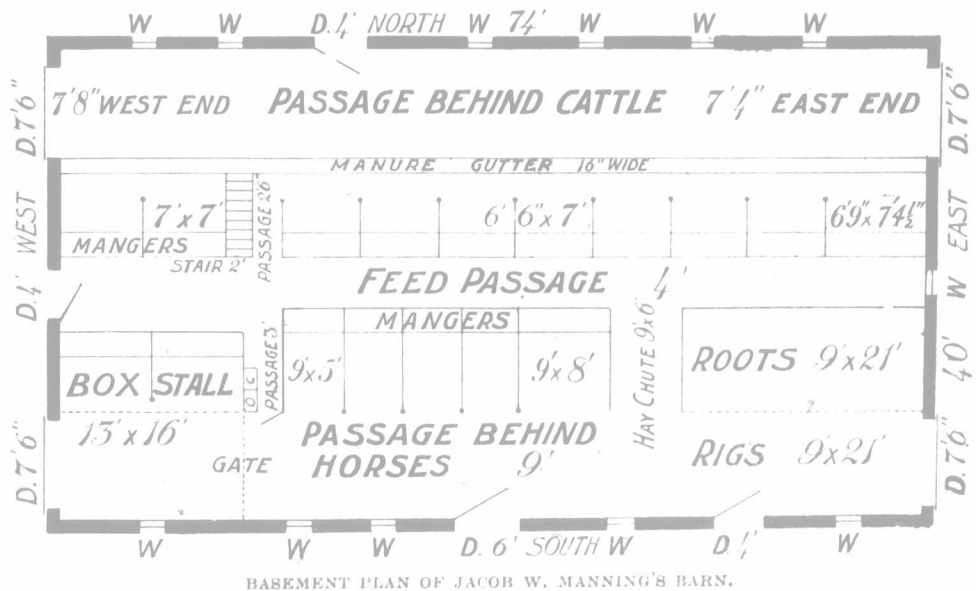 W W D. 4' NORTH W 74' W W W
D. 7'6"
7'8" WEST END PASSAGE BEHIND CATTLE 7'4" EAST END
D. 7'6"
MANURE GUTTER 16" WIDE
WEST
7' x 7'
PASSAGE 2'6"
6' 6" x 7'
6'9" x 7'4½"
EAST
MANGERS
STAIR 2'
D. 4'
FEED PASSAGE 4'
W
MANGERS
PASSAGE 3'
HAY CHUTE 9'x6'
40'
BOX STALL
O C
9'x5'
9'x8'
ROOTS 9'x21'
D. 7'6"
13' x 16'
GATE
PASSAGE BEHIND
HORSES 9'
RIGS 9'x21'
D. 7'6"
W W W D. 6' SOUTH W D. 4' W
BASEMENT PLAN OF JACOB W. MANNING'S BARN.